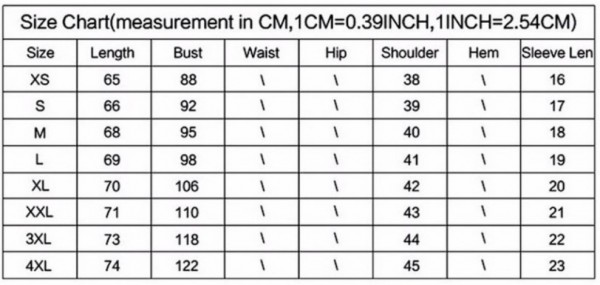 Size Chart(measurement in CM,1CM=0.39INCH,1INCH=2.54CM)
Size Length Bust Waist Hip Shoulder Hem Sleeve Len
XS 65 88 \ \ 38 \ 16
S 66 92 \ \ 39 \ 17
M 68 95 \ \ 40 \ 18
L 69 98 \ \ 41 \ 19
XL 70 106 \ \ 42 \ 20
XXL 71 110 \ \ 43 \ 21
3XL 73 118 \ \ 44 \ 22
4XL 74 122 \ \ 45 \ 23